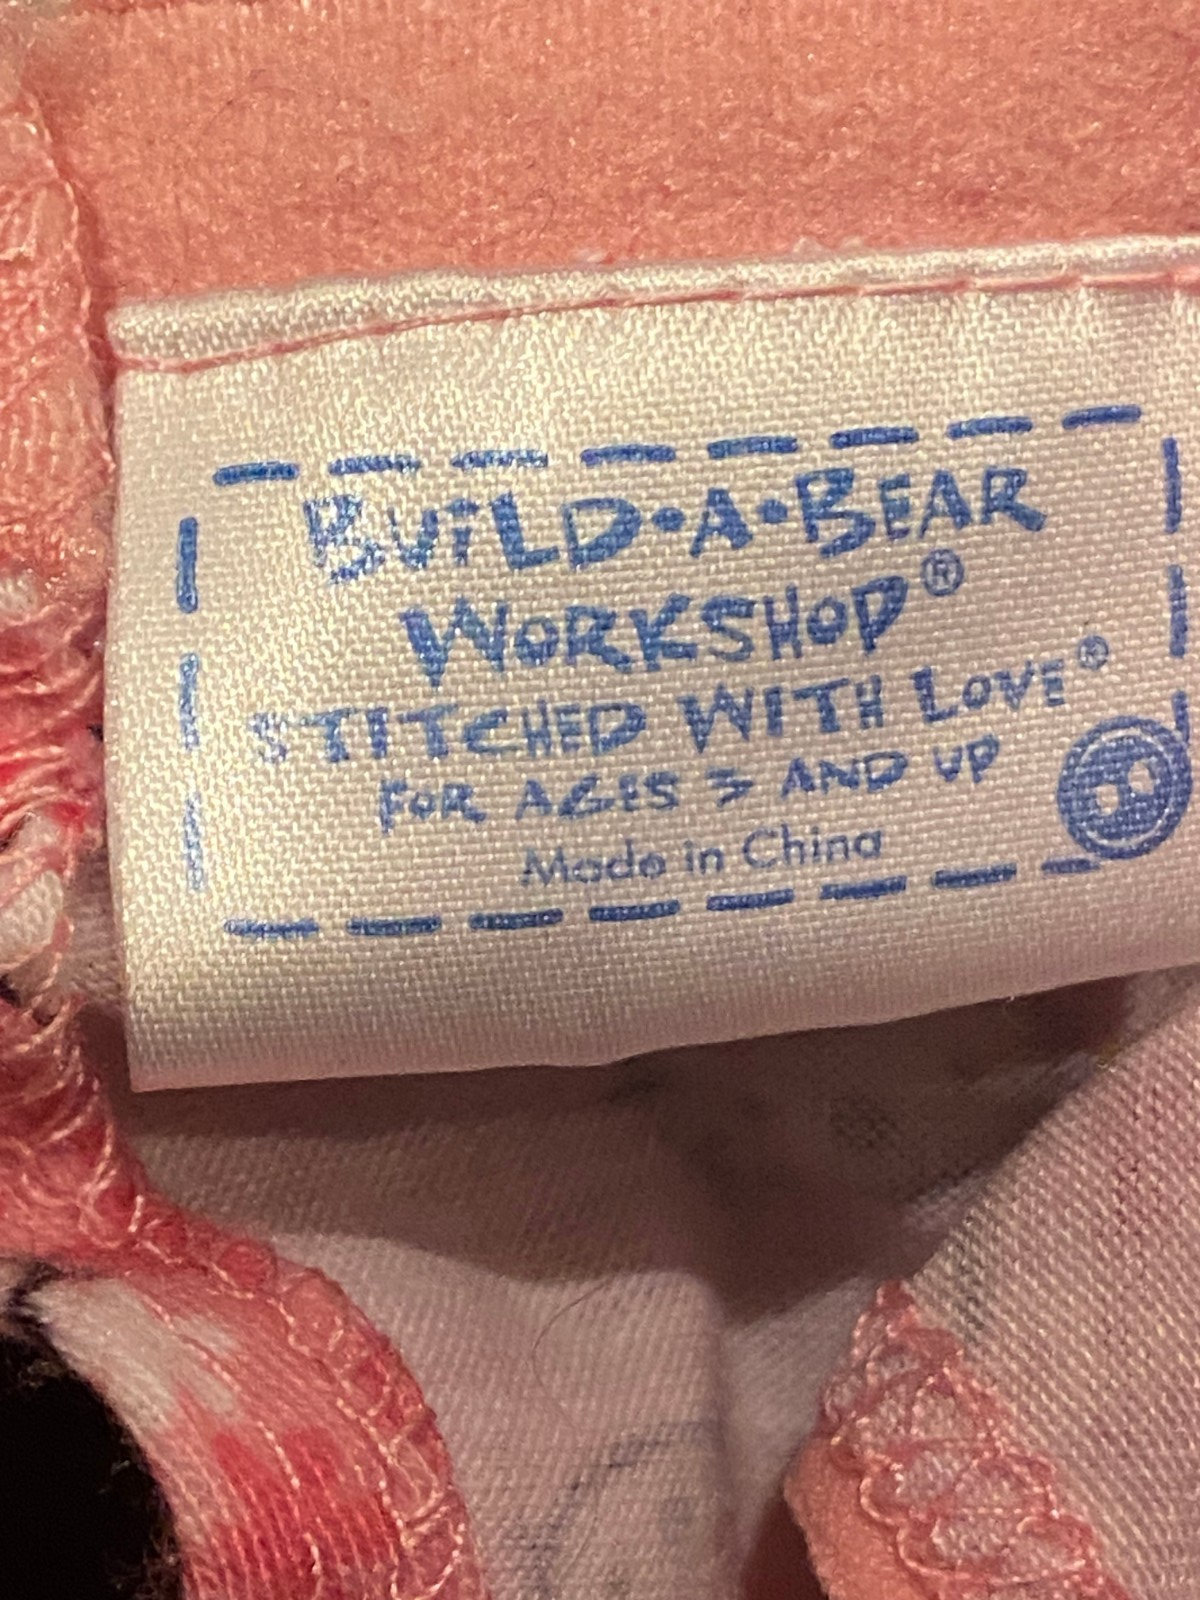 BUiLD•A•BEAR
WORKSHOP®
STITCHED WITH LOVE®
FOR AGES 3 AND UP
Made in China